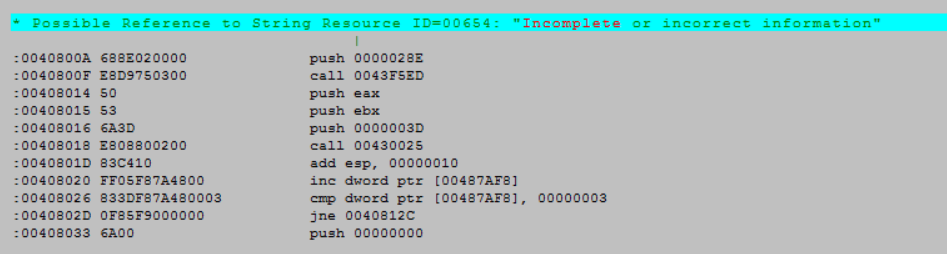 * Possible Reference to String Resource ID=00654: "Incomplete or incorrect information"
|
:0040800A 688E020000 push 0000028E
:0040800F E8D9750300 call 0043F5ED
:00408014 50 push eax
:00408015 53 push ebx
:00408016 6A3D push 0000003D
:00408018 E808800200 call 00430025
:0040801D 83C410 add esp, 00000010
:00408020 FF05F87A4800 inc dword ptr [00487AF8]
:00408026 833DF87A480003 cmp dword ptr [00487AF8], 00000003
:0040802D 0F85F9000000 jne 0040812C
:00408033 6A00 push 00000000